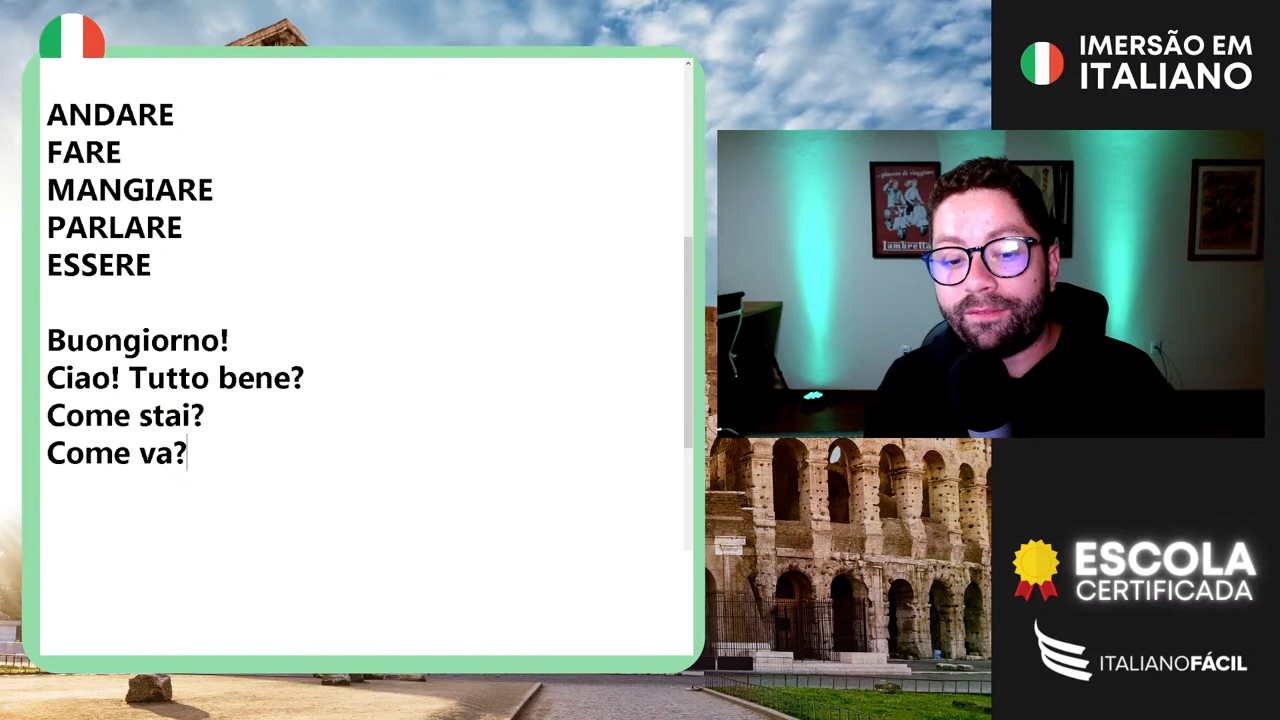 ANDARE
FARE
MANGIARE
PARLARE
ESSERE
Buongiorno!
Ciao! Tutto bene?
Come stai?
Come va?
IMERSÃO EM
ITALIANO
Lambretta
ESCOLA
CERTIFICADA
ITALIANOFÁCIL